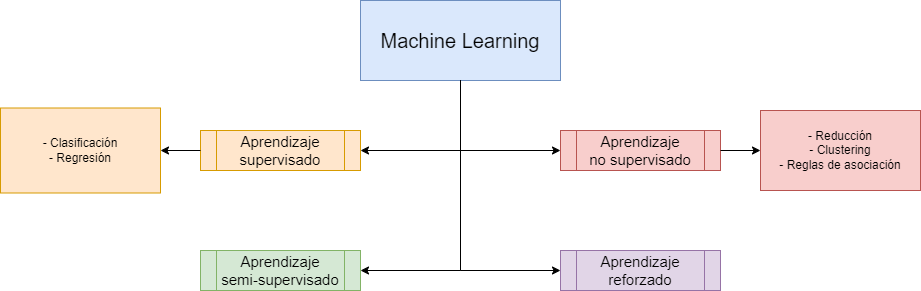 Machine Learning
- Clasificación
- Regresión
Aprendizaje
supervisado
Aprendizaje
no supervisado
- Reducción
- Clustering
- Reglas de asociación
Aprendizaje
semi-supervisado
Aprendizaje
reforzado